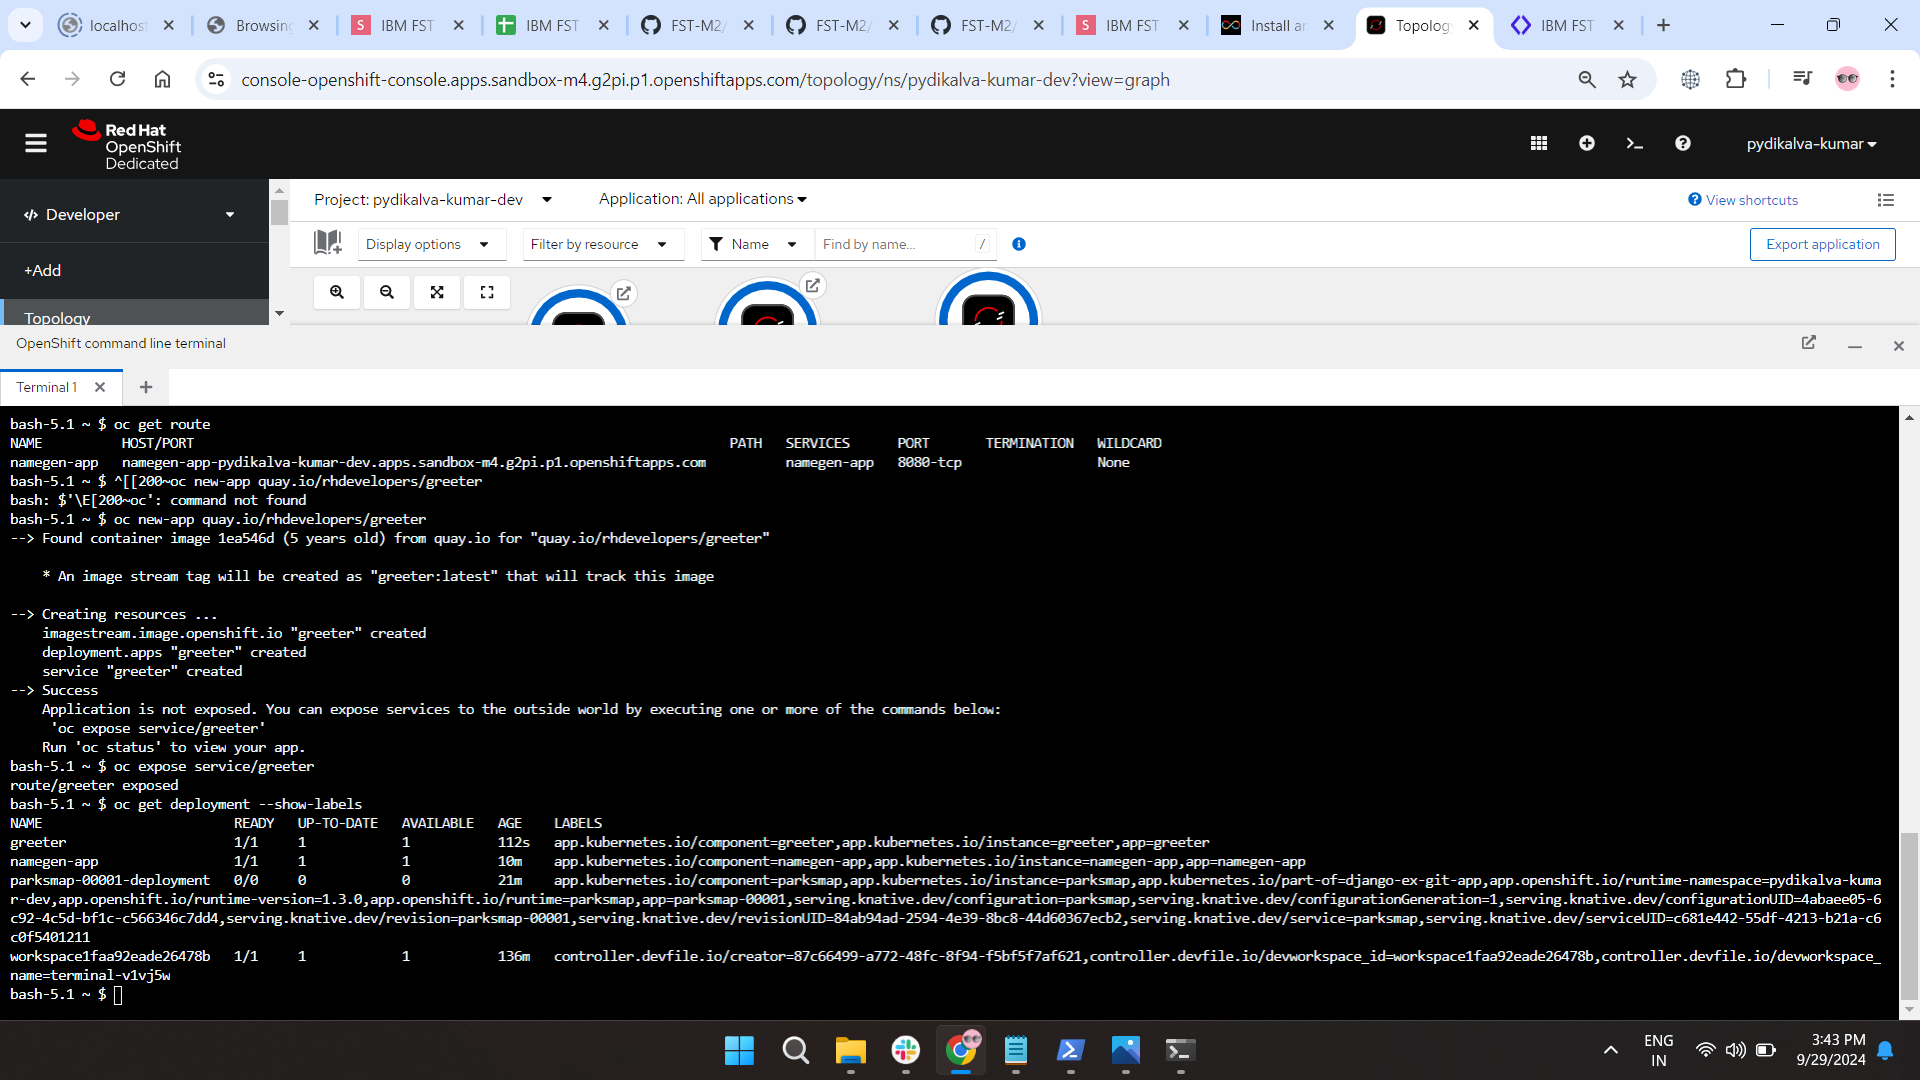 localhost
Browsing
IBM FST
IBM FST
FST-M2/
FST-M2/
FST-M2/
IBM FST
Install an
Topology
IBM FST
console-openshift-console.apps.sandbox-m4.g2pi.p1.openshiftapps.com/topology/ns/pydikalva-kumar-dev?view=graph
Red Hat
OpenShift
Dedicated
pydikalva-kumar
Developer
Project: pydikalva-kumar-dev
Application: All applications
View shortcuts
Display options
Filter by resource
Name
Find by name...
/
Export application
+Add
Topology
OpenShift command line terminal
Terminal 1
bash-5.1 ~ $ oc get route
NAME HOST/PORT PATH SERVICES PORT TERMINATION WILDCARD
namegen-app namegen-app-pydikalva-kumar-dev.apps.sandbox-m4.g2pi.p1.openshiftapps.com namegen-app 8080-tcp None
bash-5.1 ~ $ ^[[200~oc new-app quay.io/rhdevelopers/greeter
bash: $'\E[200~oc': command not found
bash-5.1 ~ $ oc new-app quay.io/rhdevelopers/greeter
--> Found container image 1ea546d (5 years old) from quay.io for "quay.io/rhdevelopers/greeter"
* An image stream tag will be created as "greeter:latest" that will track this image
--> Creating resources ...
imagestream.image.openshift.io "greeter" created
deployment.apps "greeter" created
service "greeter" created
--> Success
Application is not exposed. You can expose services to the outside world by executing one or more of the commands below:
'oc expose service/greeter'
Run 'oc status' to view your app.
bash-5.1 ~ $ oc expose service/greeter
route/greeter exposed
bash-5.1 ~ $ oc get deployment --show-labels
NAME READY UP-TO-DATE AVAILABLE AGE LABELS
greeter 1/1 1 1 112s app.kubernetes.io/component=greeter,app.kubernetes.io/instance=greeter,app=greeter
namegen-app 1/1 1 1 10m app.kubernetes.io/component=namegen-app,app.kubernetes.io/instance=namegen-app,app=namegen-app
parksmap-00001-deployment 0/0 0 0 21m app.kubernetes.io/component=parksmap,app.kubernetes.io/instance=parksmap,app.kubernetes.io/part-of=django-ex-git-app,app.openshift.io/runtime-namespace=pydikalva-kuma
r-dev,app.openshift.io/runtime-version=1.3.0,app.openshift.io/runtime=parksmap,app=parksmap-00001,serving.knative.dev/configuration=parksmap,serving.knative.dev/configurationGeneration=1,serving.knative.dev/configurationUID=4abaee05-6
c92-4c5d-bf1c-c566346c7dd4,serving.knative.dev/revision=parksmap-00001,serving.knative.dev/revisionUID=84ab94ad-2594-4e39-8bc8-44d60367ecb2,serving.knative.dev/service=parksmap,serving.knative.dev/serviceUID=c681e442-55df-4213-b21a-c6
c0f5401211
workspace1faa92eade26478b 1/1 1 1 136m controller.devfile.io/creator=87c66499-a772-48fc-8f94-f5bf5f7af621,controller.devfile.io/devworkspace_id=workspace1faa92eade26478b,controller.devfile.io/devworkspace_
name=terminal-v1vj5w
bash-5.1 ~ $
ENG
IN
3:43 PM
9/29/2024